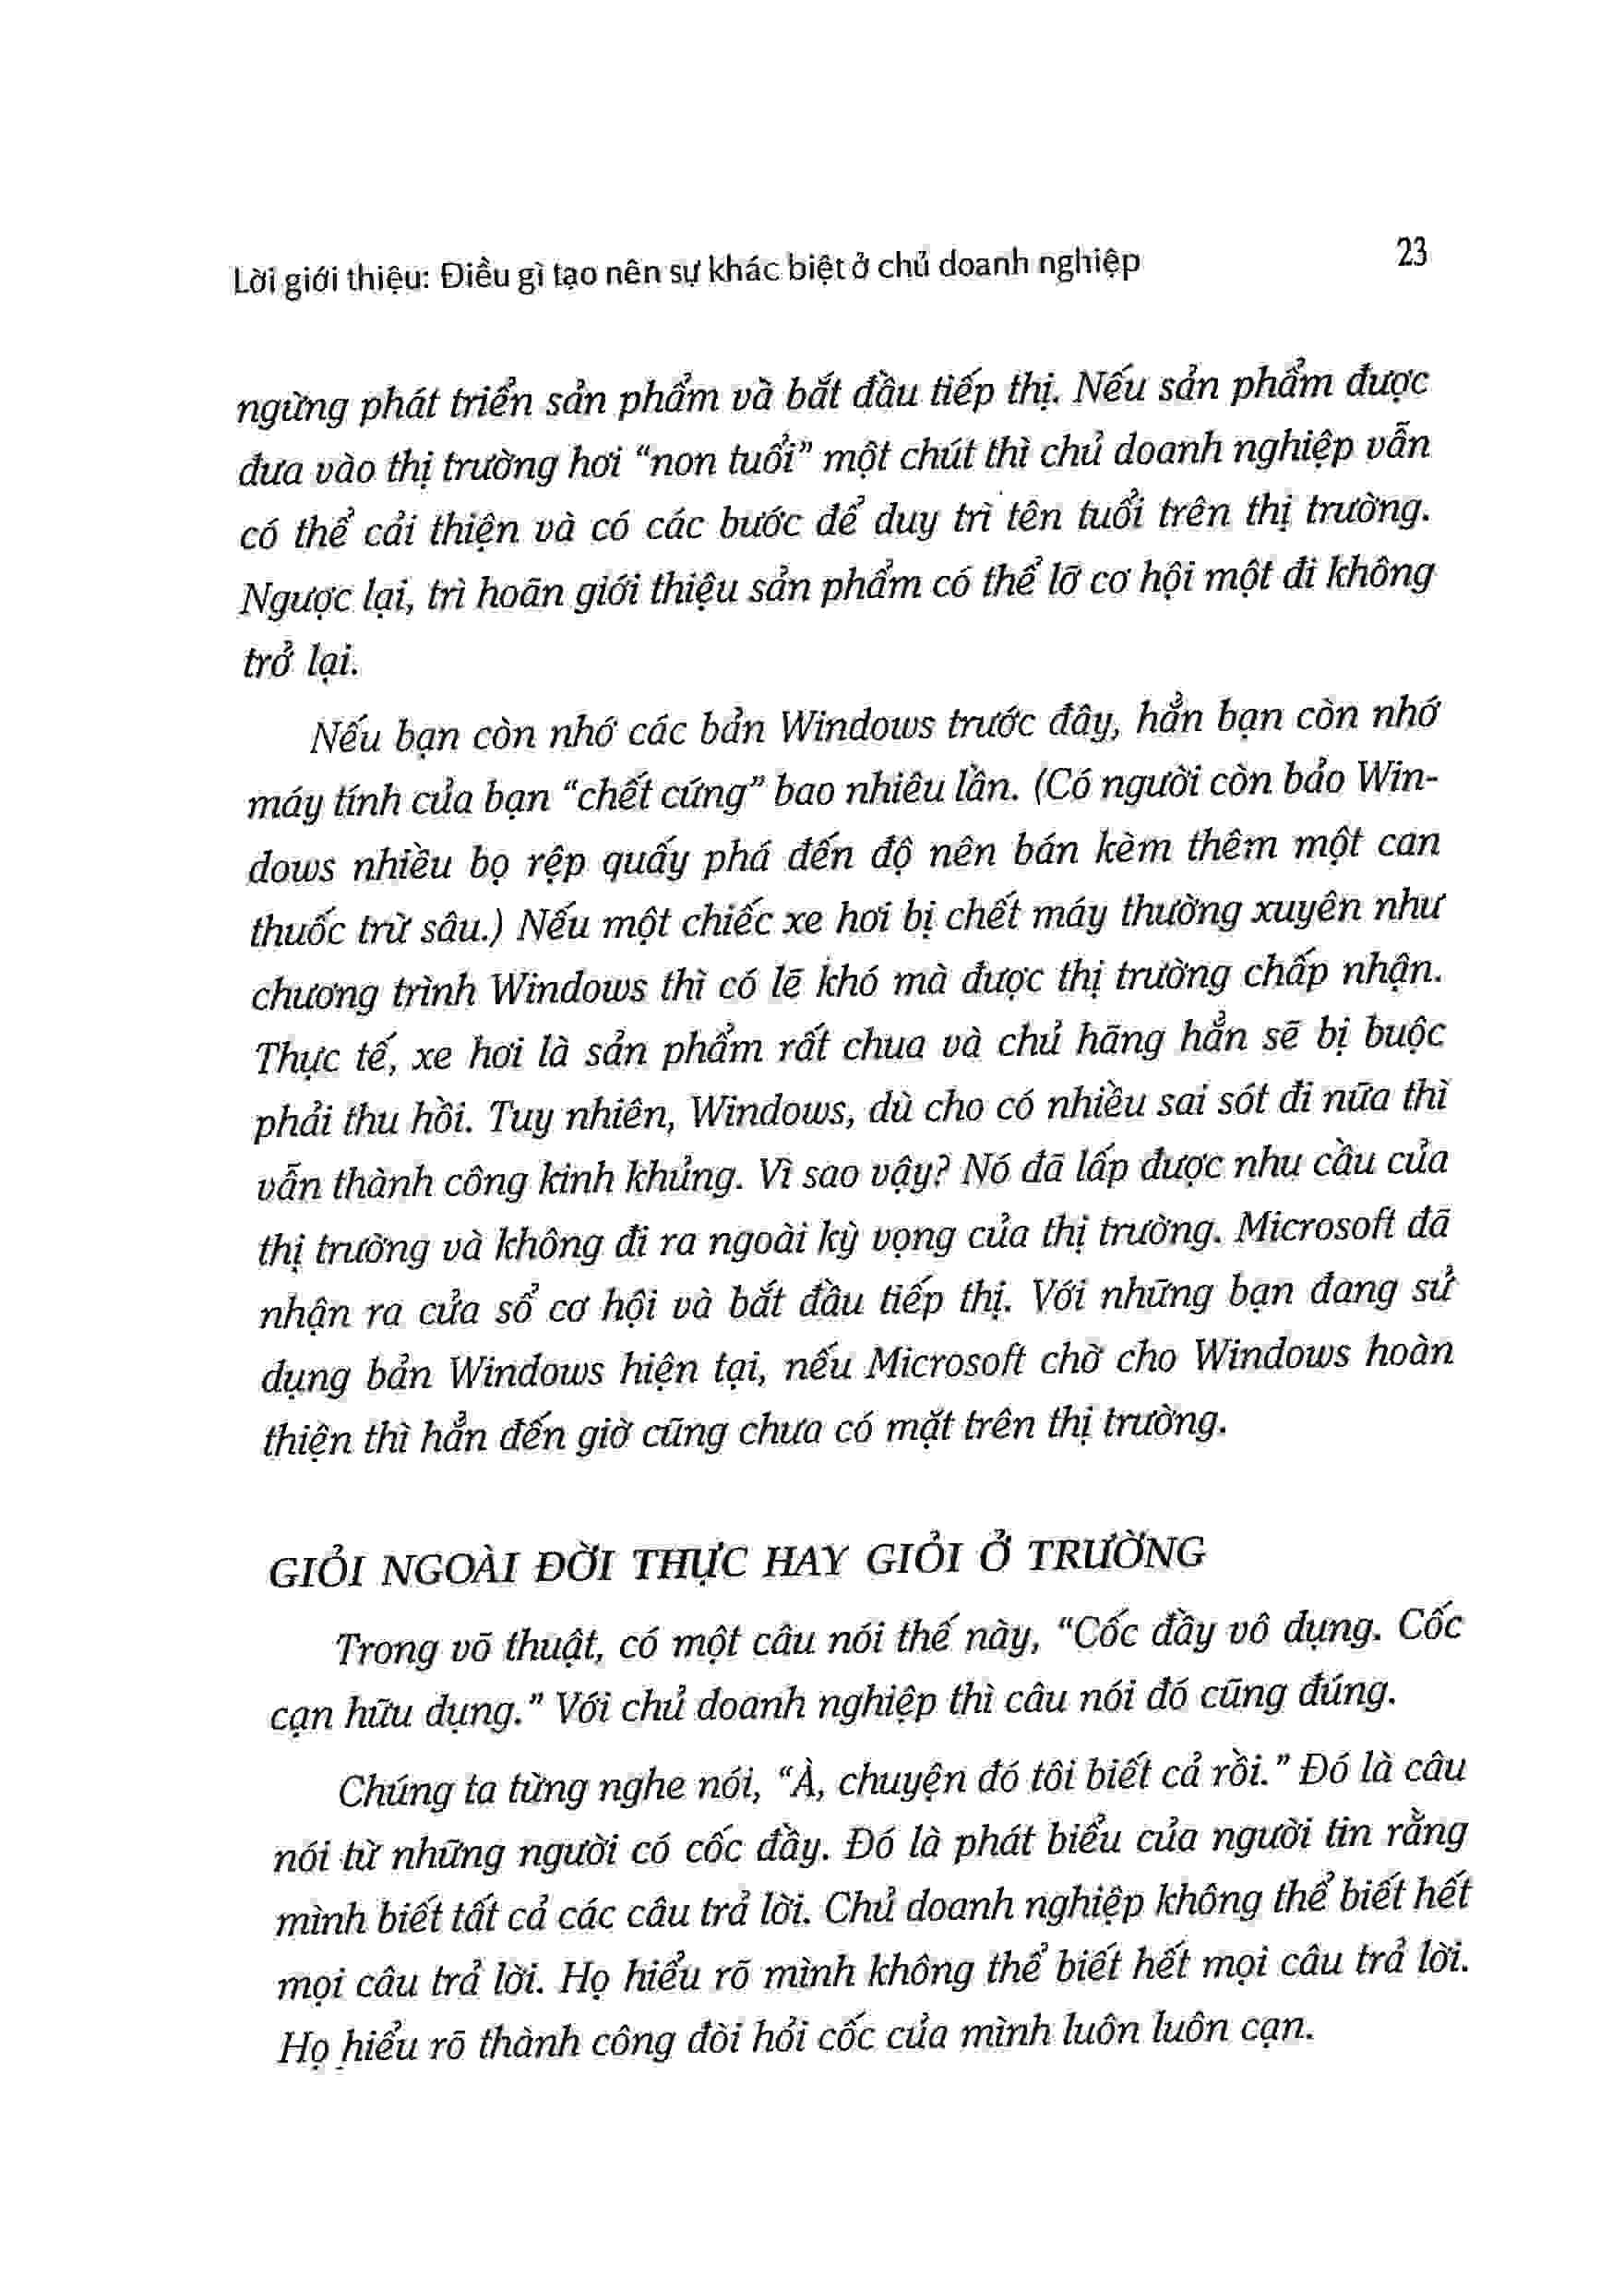 Lời giới thiệu: Điều gì tạo nên sự khác biệt ở chủ doanh nghiệp 23
ngừng phát triển sản phẩm và bắt đầu tiếp thị. Nếu sản phẩm được
đưa vào thị trường hơi “non tuổi” một chút thì chủ doanh nghiệp vẫn
có thể cải thiện và có các bước để duy trì tên tuổi trên thị trường.
Ngược lại, trì hoãn giới thiệu sản phẩm có thể lỡ cơ hội một đi không
trở lại.
Nếu bạn còn nhớ các bản Windows trước đây, hẳn bạn còn nhớ
máy tính của bạn “chết cứng” bao nhiêu lần. (Có người còn bảo Win-
dows nhiều bọ rệp quấy phá đến độ nên bán kèm thêm một can
thuốc trừ sâu.) Nếu một chiếc xe hơi bị chết máy thường xuyên như
chương trình Windows thì có lẽ khó mà được thị trường chấp nhận.
Thực tế, xe hơi là sản phẩm rất chua và chủ hãng hẳn sẽ bị buộc
phải thu hồi. Tuy nhiên, Windows, dù cho có nhiều sai sót đi nữa thì
vẫn thành công kinh khủng. Vì sao vậy? Nó đã lấp được nhu cầu của
thị trường và không đi ra ngoài kỳ vọng của thị trường. Microsoft đã
nhận ra cửa sổ cơ hội và bắt đầu tiếp thị. Với những bạn đang sử
dụng bản Windows hiện tại, nếu Microsoft chờ cho Windows hoàn
thiện thì hẳn đến giờ cũng chưa có mặt trên thị trường.
GIỎI NGOÀI ĐỜI THỰC HAY GIỎI Ở TRƯỜNG
Trong võ thuật, có một câu nói thế này, “Cốc đầy vô dụng. Cốc
cạn hữu dụng.” Với chủ doanh nghiệp thì câu nói đó cũng đúng.
Chúng ta từng nghe nói, “À, chuyện đó tôi biết cả rồi.” Đó là câu
nói từ những người có cốc đầy. Đó là phát biểu của người tin rằng
mình biết tất cả các câu trả lời. Chủ doanh nghiệp không thể biết hết
mọi câu trả lời. Họ hiểu rõ mình không thể biết hết mọi câu trả lời.
Họ hiểu rõ thành công đòi hỏi cốc của mình luôn luôn cạn.